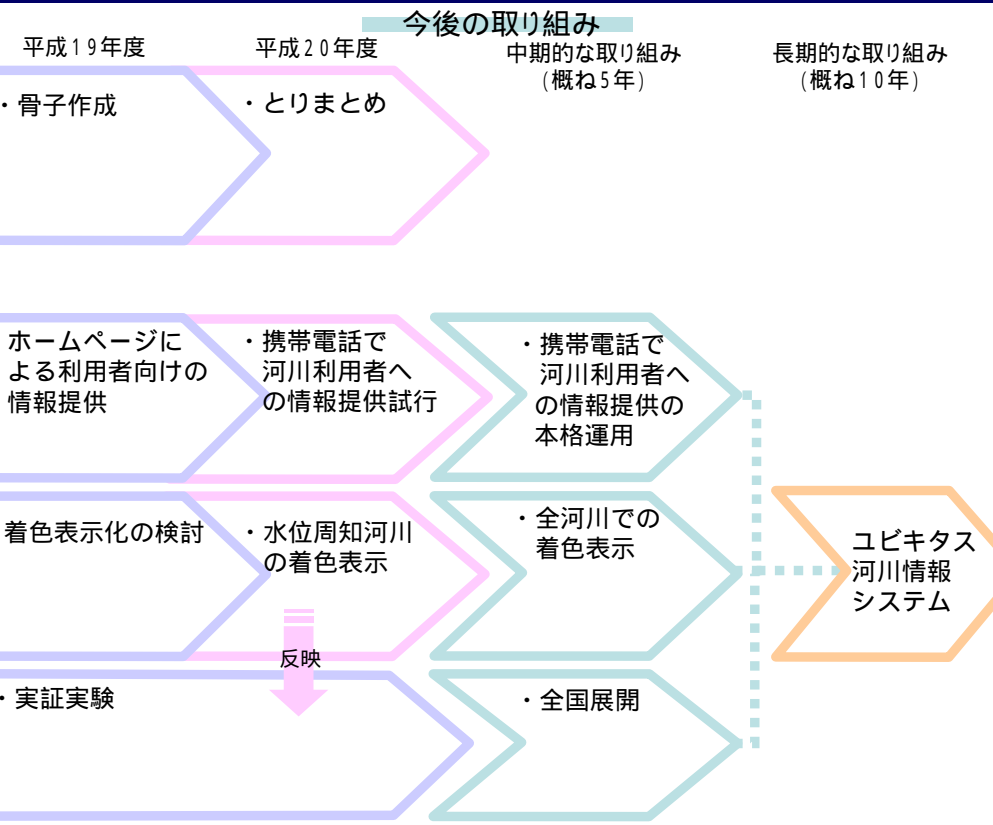 今後の取り組み
平成19年度
平成20年度
中期的な取り組み
(概ね5年)
長期的な取り組み
(概ね10年)
・骨子作成
・とりまとめ
ホームページに
よる利用者向けの
情報提供
・携帯電話で
河川利用者へ
の情報提供試行
・携帯電話で
河川利用者へ
の情報提供の
本格運用
着色表示化の検討
・水位周知河川
の着色表示
・全河川での
着色表示
ユビキタス
河川情報
システム
反映
・実証実験
・全国展開